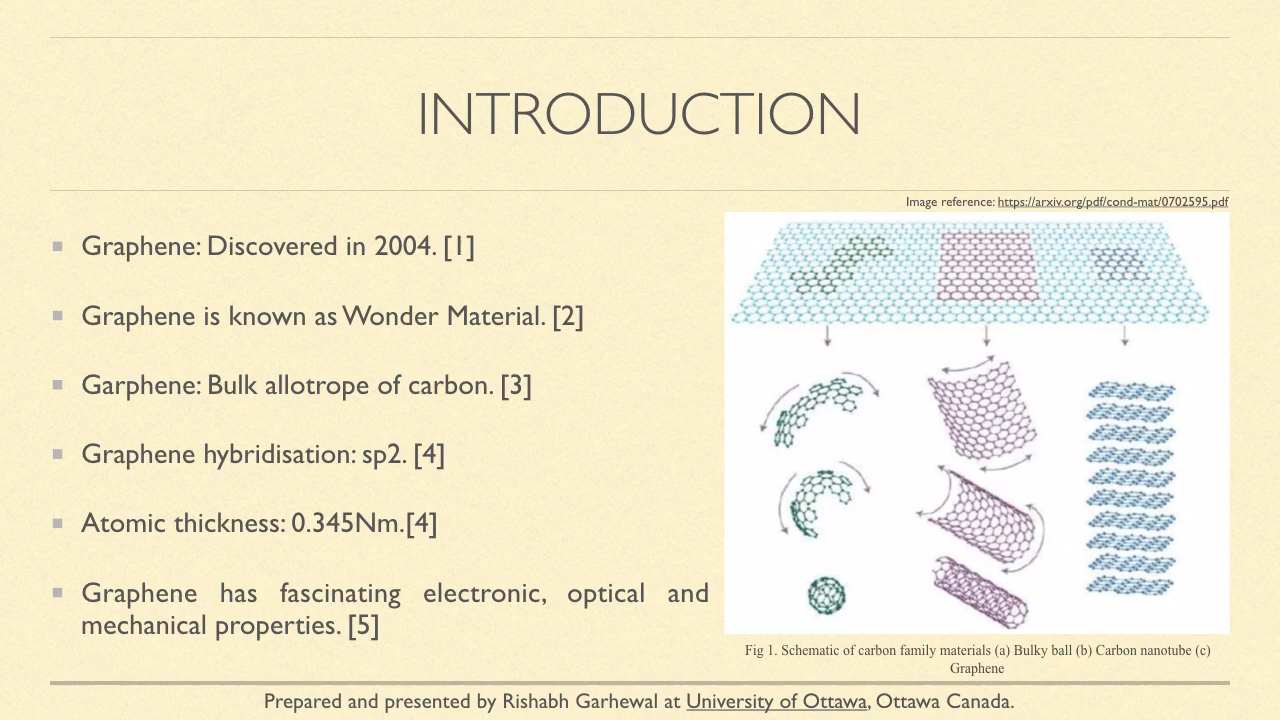 INTRODUCTION
Image reference: https://arxiv.org/pdf/cond-mat/0702595.pdf
Graphene: Discovered in 2004. [1]
Graphene is known as Wonder Material. [2]
Garphene: Bulk allotrope of carbon. [3]
Graphene hybridisation: sp2. [4]
Atomic thickness: 0.345Nm.[4]
Graphene has fascinating electronic, optical and
mechanical properties. [5]
Fig 1. Schematic of carbon family materials (a) Bulky ball (b) Carbon nanotube (c)
Graphene
Prepared and presented by Rishabh Garhewal at University of Ottawa, Ottawa Canada.